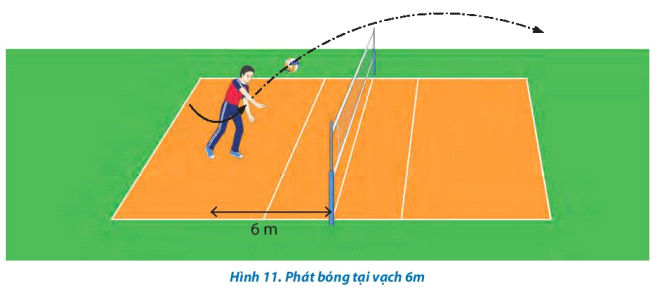 6 m
Hình 11. Phát bóng tại vạch 6m